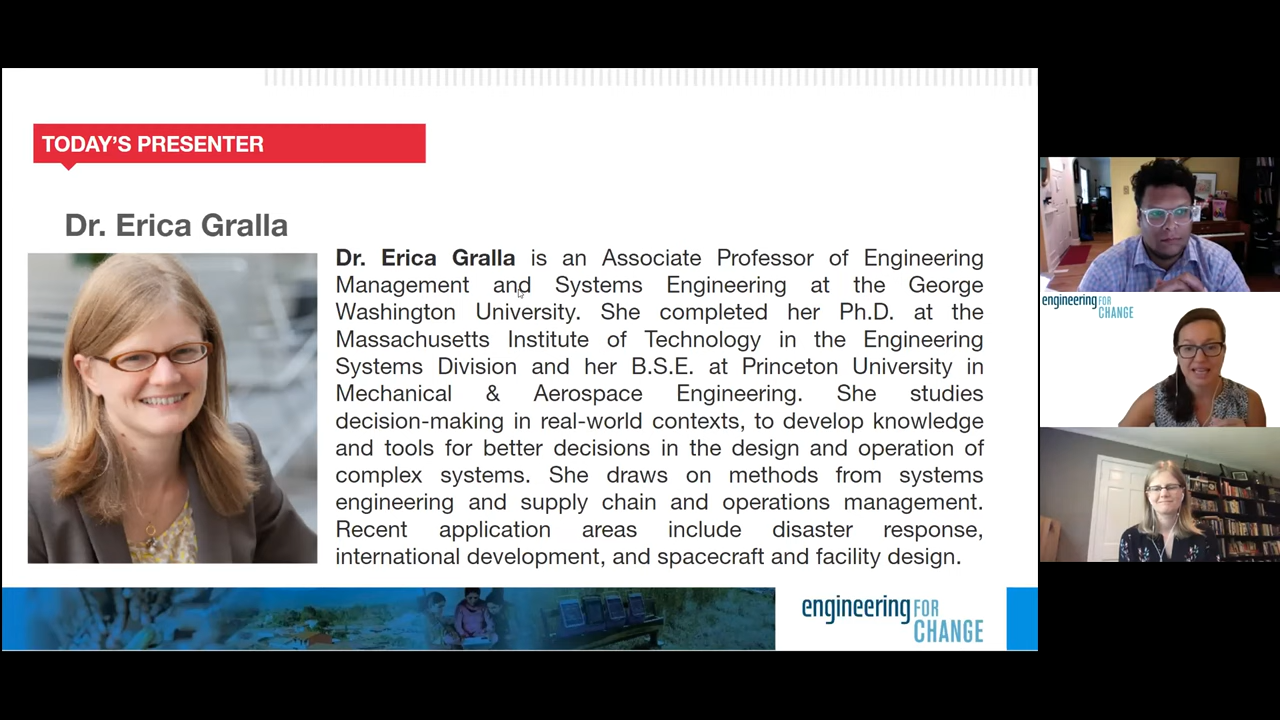 TODAY'S PRESENTER
Dr. Erica Gralla
Dr. Erica Gralla is an Associate Professor of Engineering
Management and Systems Engineering at the George
Washington University. She completed her Ph.D. at the
Massachusetts Institute of Technology in the Engineering
Systems Division and her B.S.E. at Princeton University in
Mechanical & Aerospace Engineering. She studies
decision-making in real-world contexts, to develop knowledge
and tools for better decisions in the design and operation of
complex systems. She draws on methods from systems
engineering and supply chain and operations management.
Recent application areas include disaster response,
international development, and spacecraft and facility design.
engineering FOR
CHANGE
engineering FOR
CHANGE